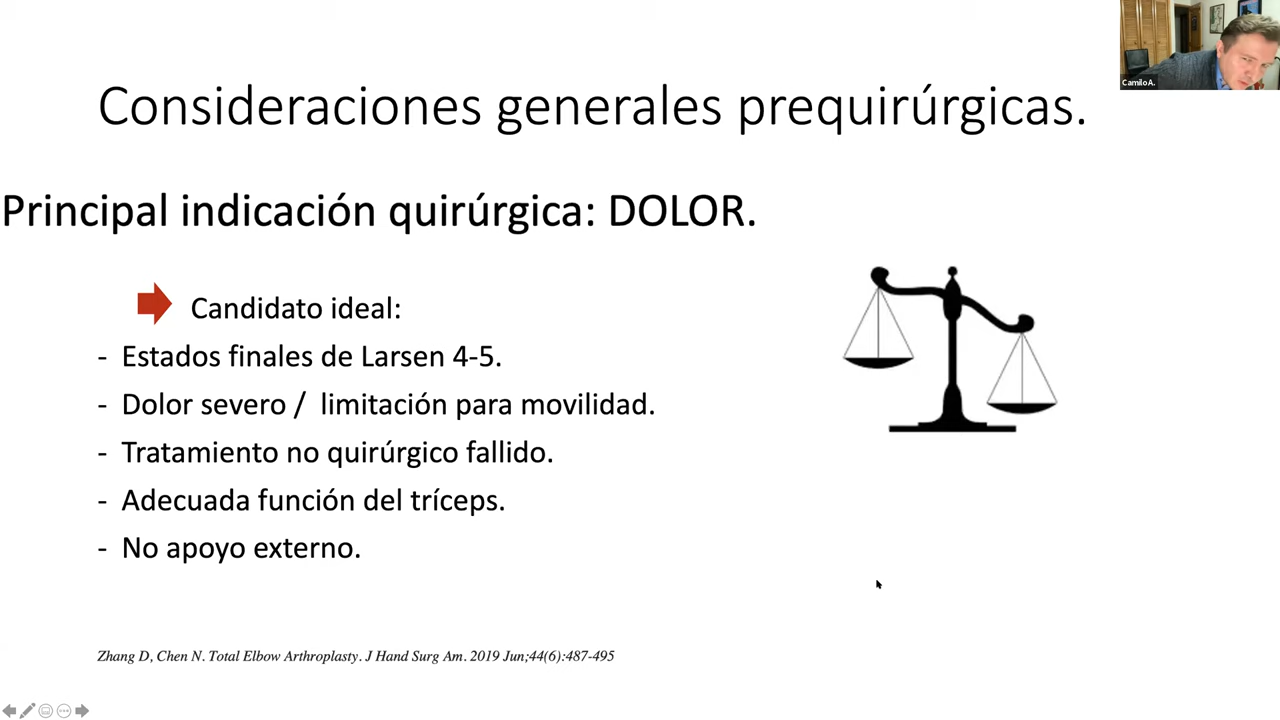 Camilo A.
Consideraciones generales prequirúrgicas.
Principal indicación quirúrgica: DOLOR.
Candidato ideal:
- Estados finales de Larsen 4-5.
- Dolor severo / limitación para movilidad.
- Tratamiento no quirúrgico fallido.
- Adecuada función del tríceps.
- No apoyo externo.
Zhang D, Chen N. Total Elbow Arthroplasty. J Hand Surg Am. 2019 Jun;44(6):487-495